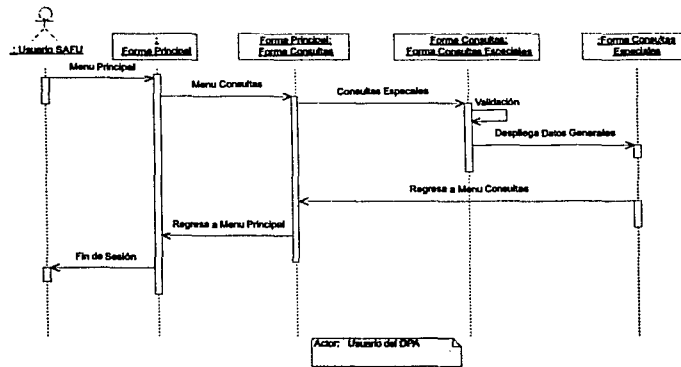 : Usuario SAFU
:
Forma Principal
Forma Principal:
Forma Consultas
Forma Consultas:
Forma Consultas Especiales
:Forma Consultas
Especiales
Menu Principal
Menu Consultas
Consultas Especales
Validación
Despliega Datos Generales
Regresa a Menu Consultas
Regresa a Menu Principal
Fin de Sesión
Actor: Usuario del DPA